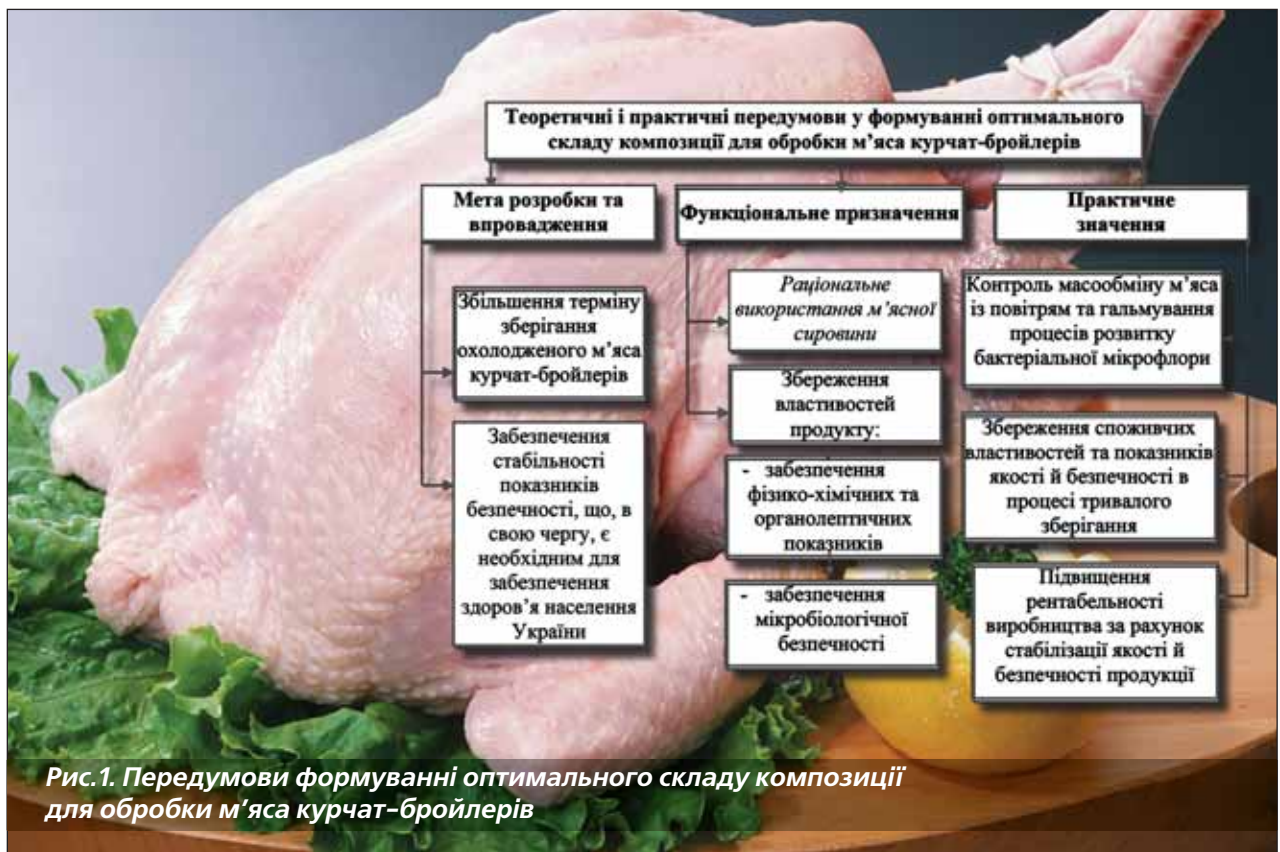 Теоретичні і практичні передумови у формуванні оптимального
складу композиції для обробки м’яса курчат-бройлерів
Мета розробки та
впровадження
Збільшення терміну
зберігання
охолодженого м’яса
курчат-бройлерів
Забезпечення
стабільності
показників
безпечності, що, в
свою чергу, є
необхідним для
забезпечення
здоров’я населення
України
Функціональне призначення
Раціональне
використання м’ясної
сировини
Збереження
властивостей
продукту:
- забезпечення
фізико-хімічних та
органолептичних
показників
- забезпечення
мікробіологічної
безпечності
Практичне
значення
Контроль масообміну м’яса
із повітрям та гальмування
процесів розвитку
бактеріальної мікрофлори
Збереження споживчих
властивостей та показників
якості й безпечності в
процесі тривалого
зберігання
Підвищення
рентабельності
виробництва за рахунок
стабілізації якості й
безпечності продукції
Рис.1. Передумови формуванні оптимального складу композиції
для обробки м’яса курчат-бройлерів